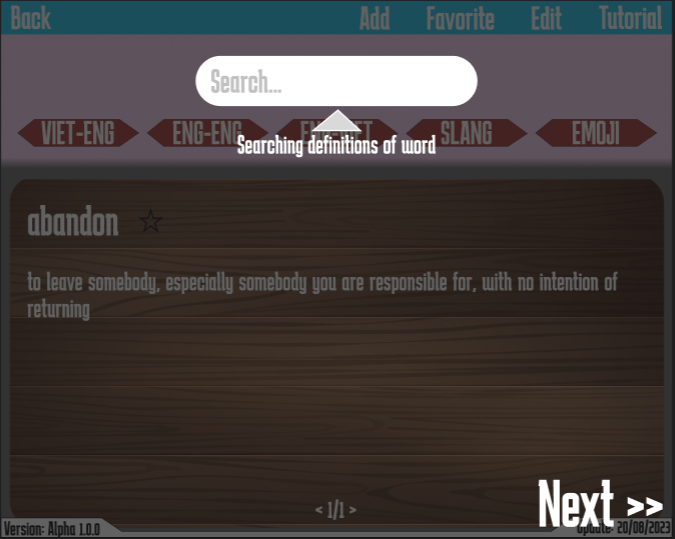 Back Add Favorite Edit Tutorial
Search...
VIET-ENG ENG-ENG ENG-VIET SLANG EMOJI
Searching definitions of word
abandon
to leave somebody, especially somebody you are responsible for, with no intention of
returning
< 1/1 >
Next >>
Version: Alpha 1.0.0 Update: 20/08/2023